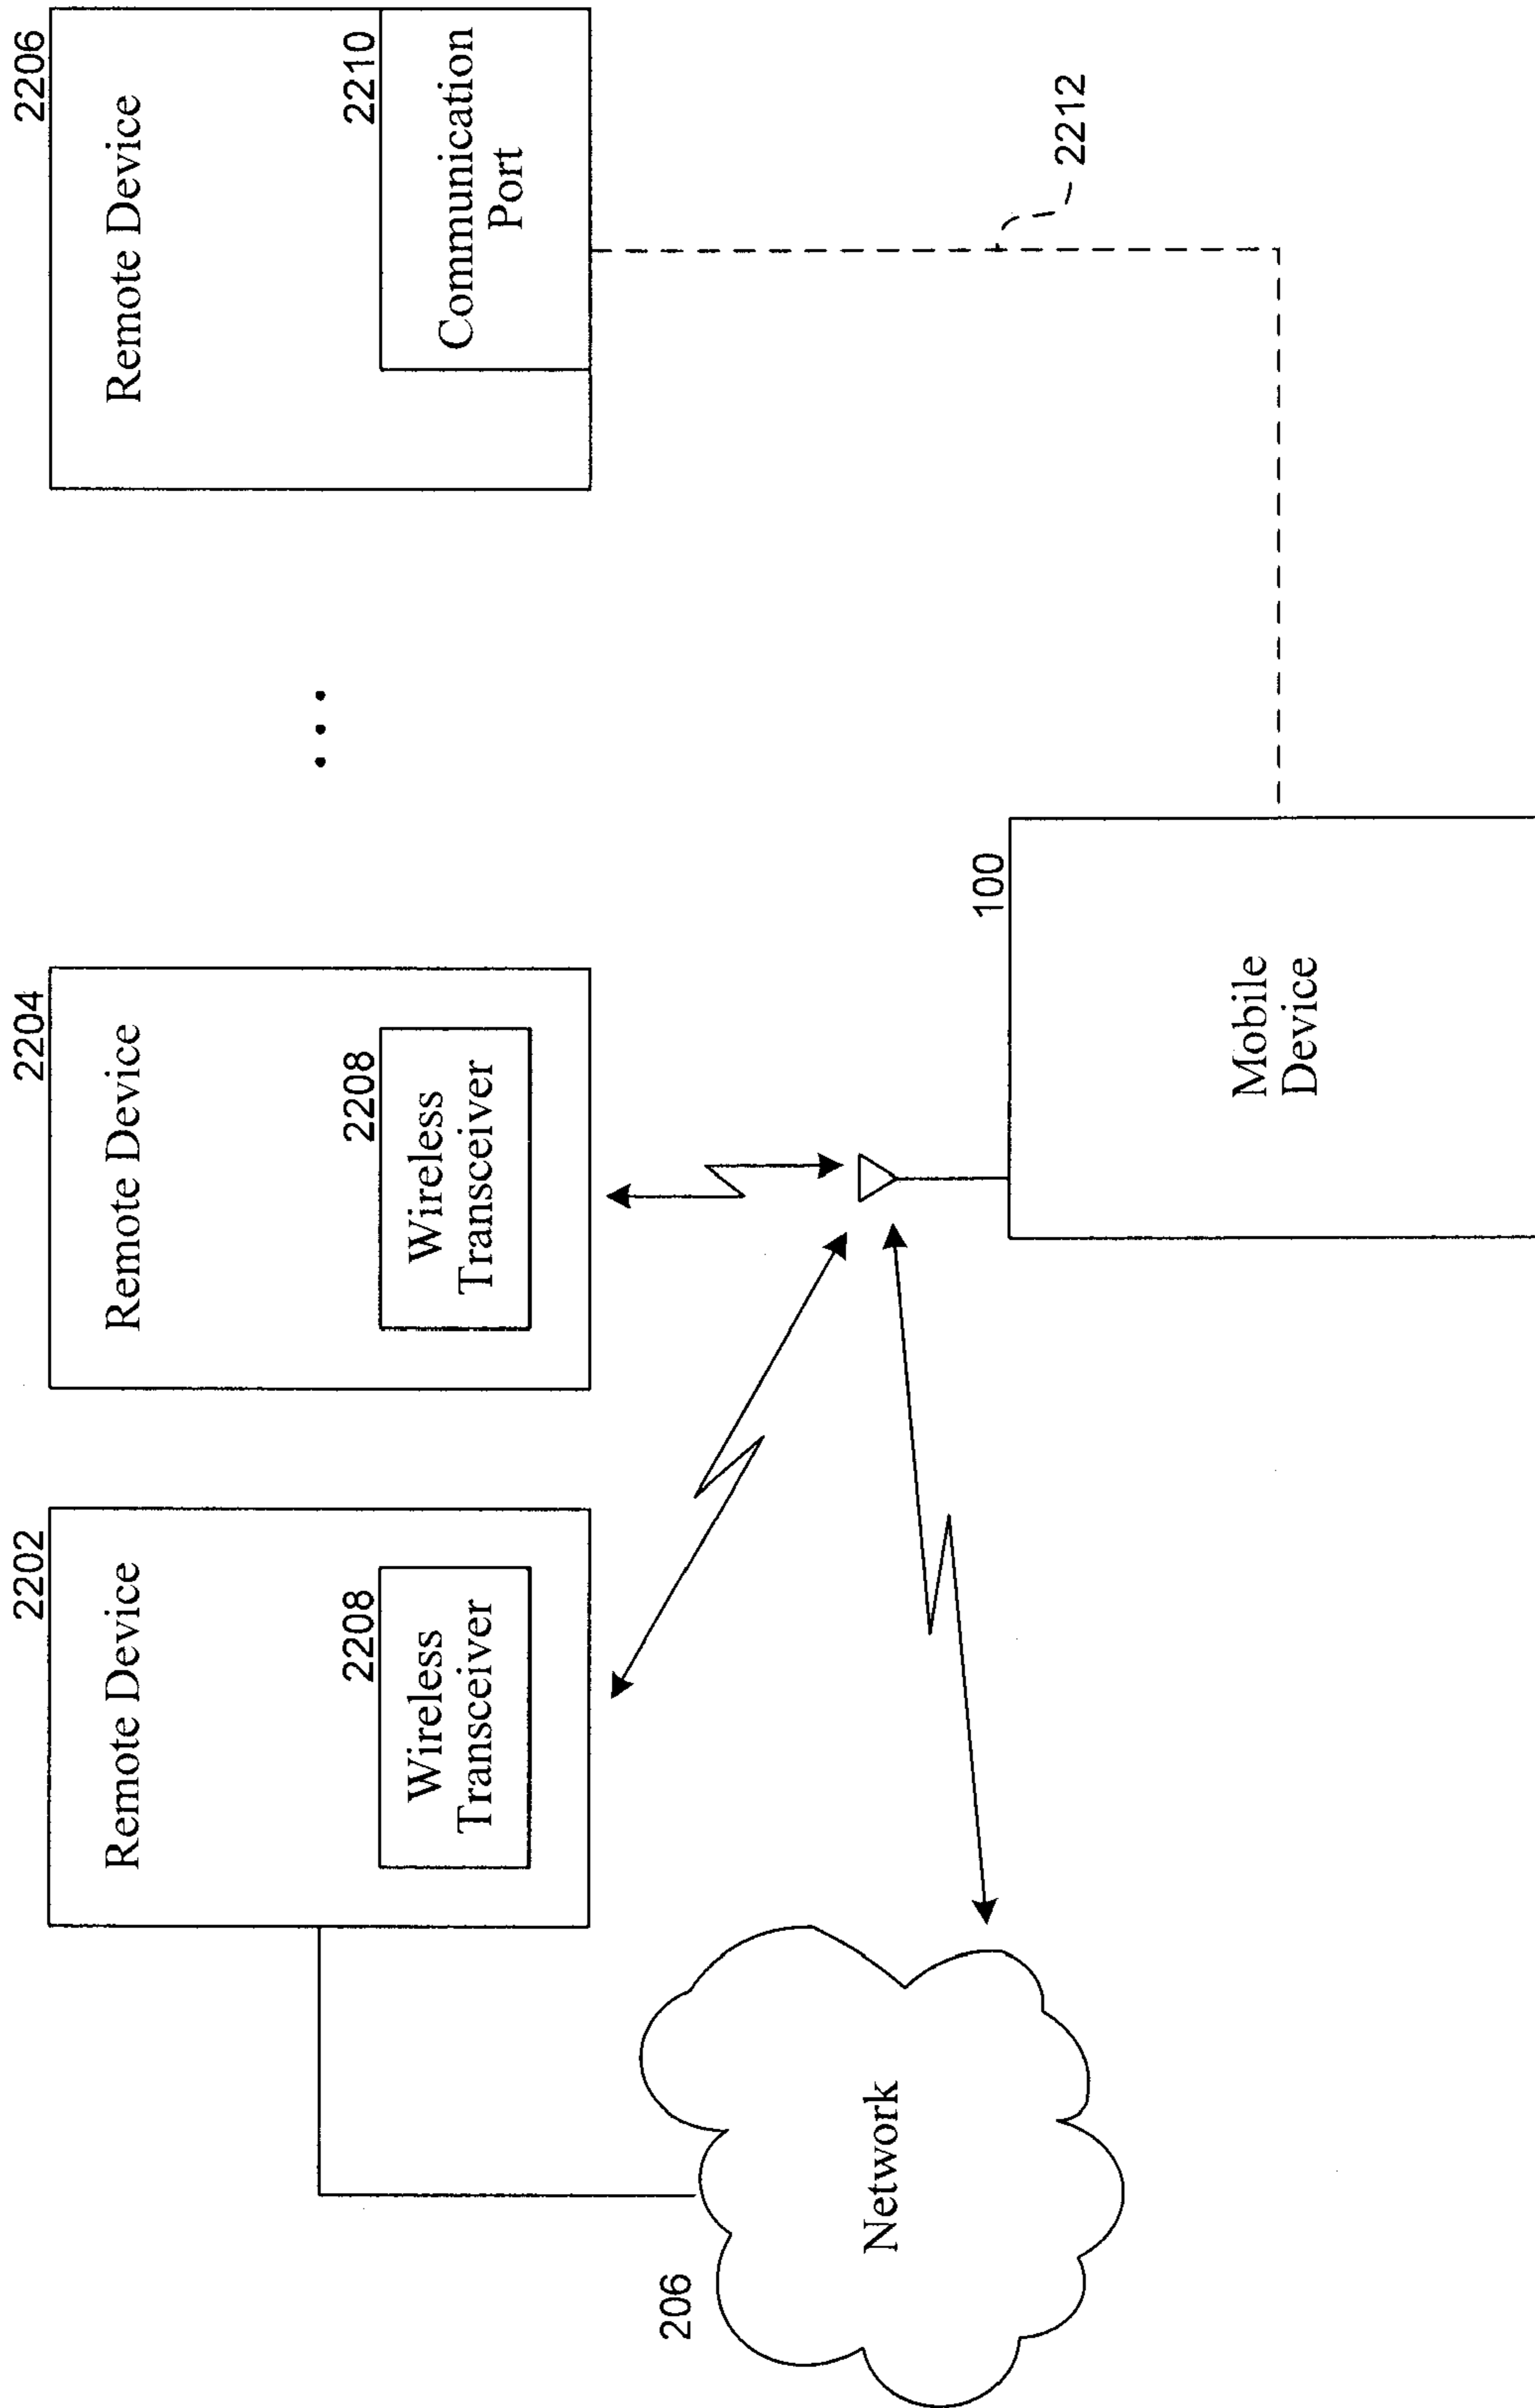 2202
Remote Device
2208
Wireless
Transceiver
2204
Remote Device
2208
Wireless
Transceiver
...
2206
Remote Device
2210
Communication
Port
206
Network
100
Mobile
Device
2212